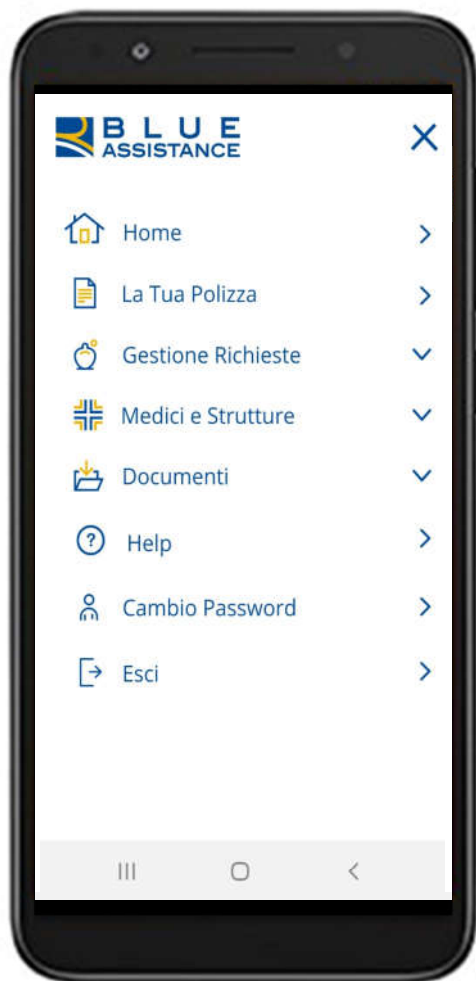 BLUE
ASSISTANCE
Home
La Tua Polizza
Gestione Richieste
Medici e Strutture
Documenti
Help
Cambio Password
Esci